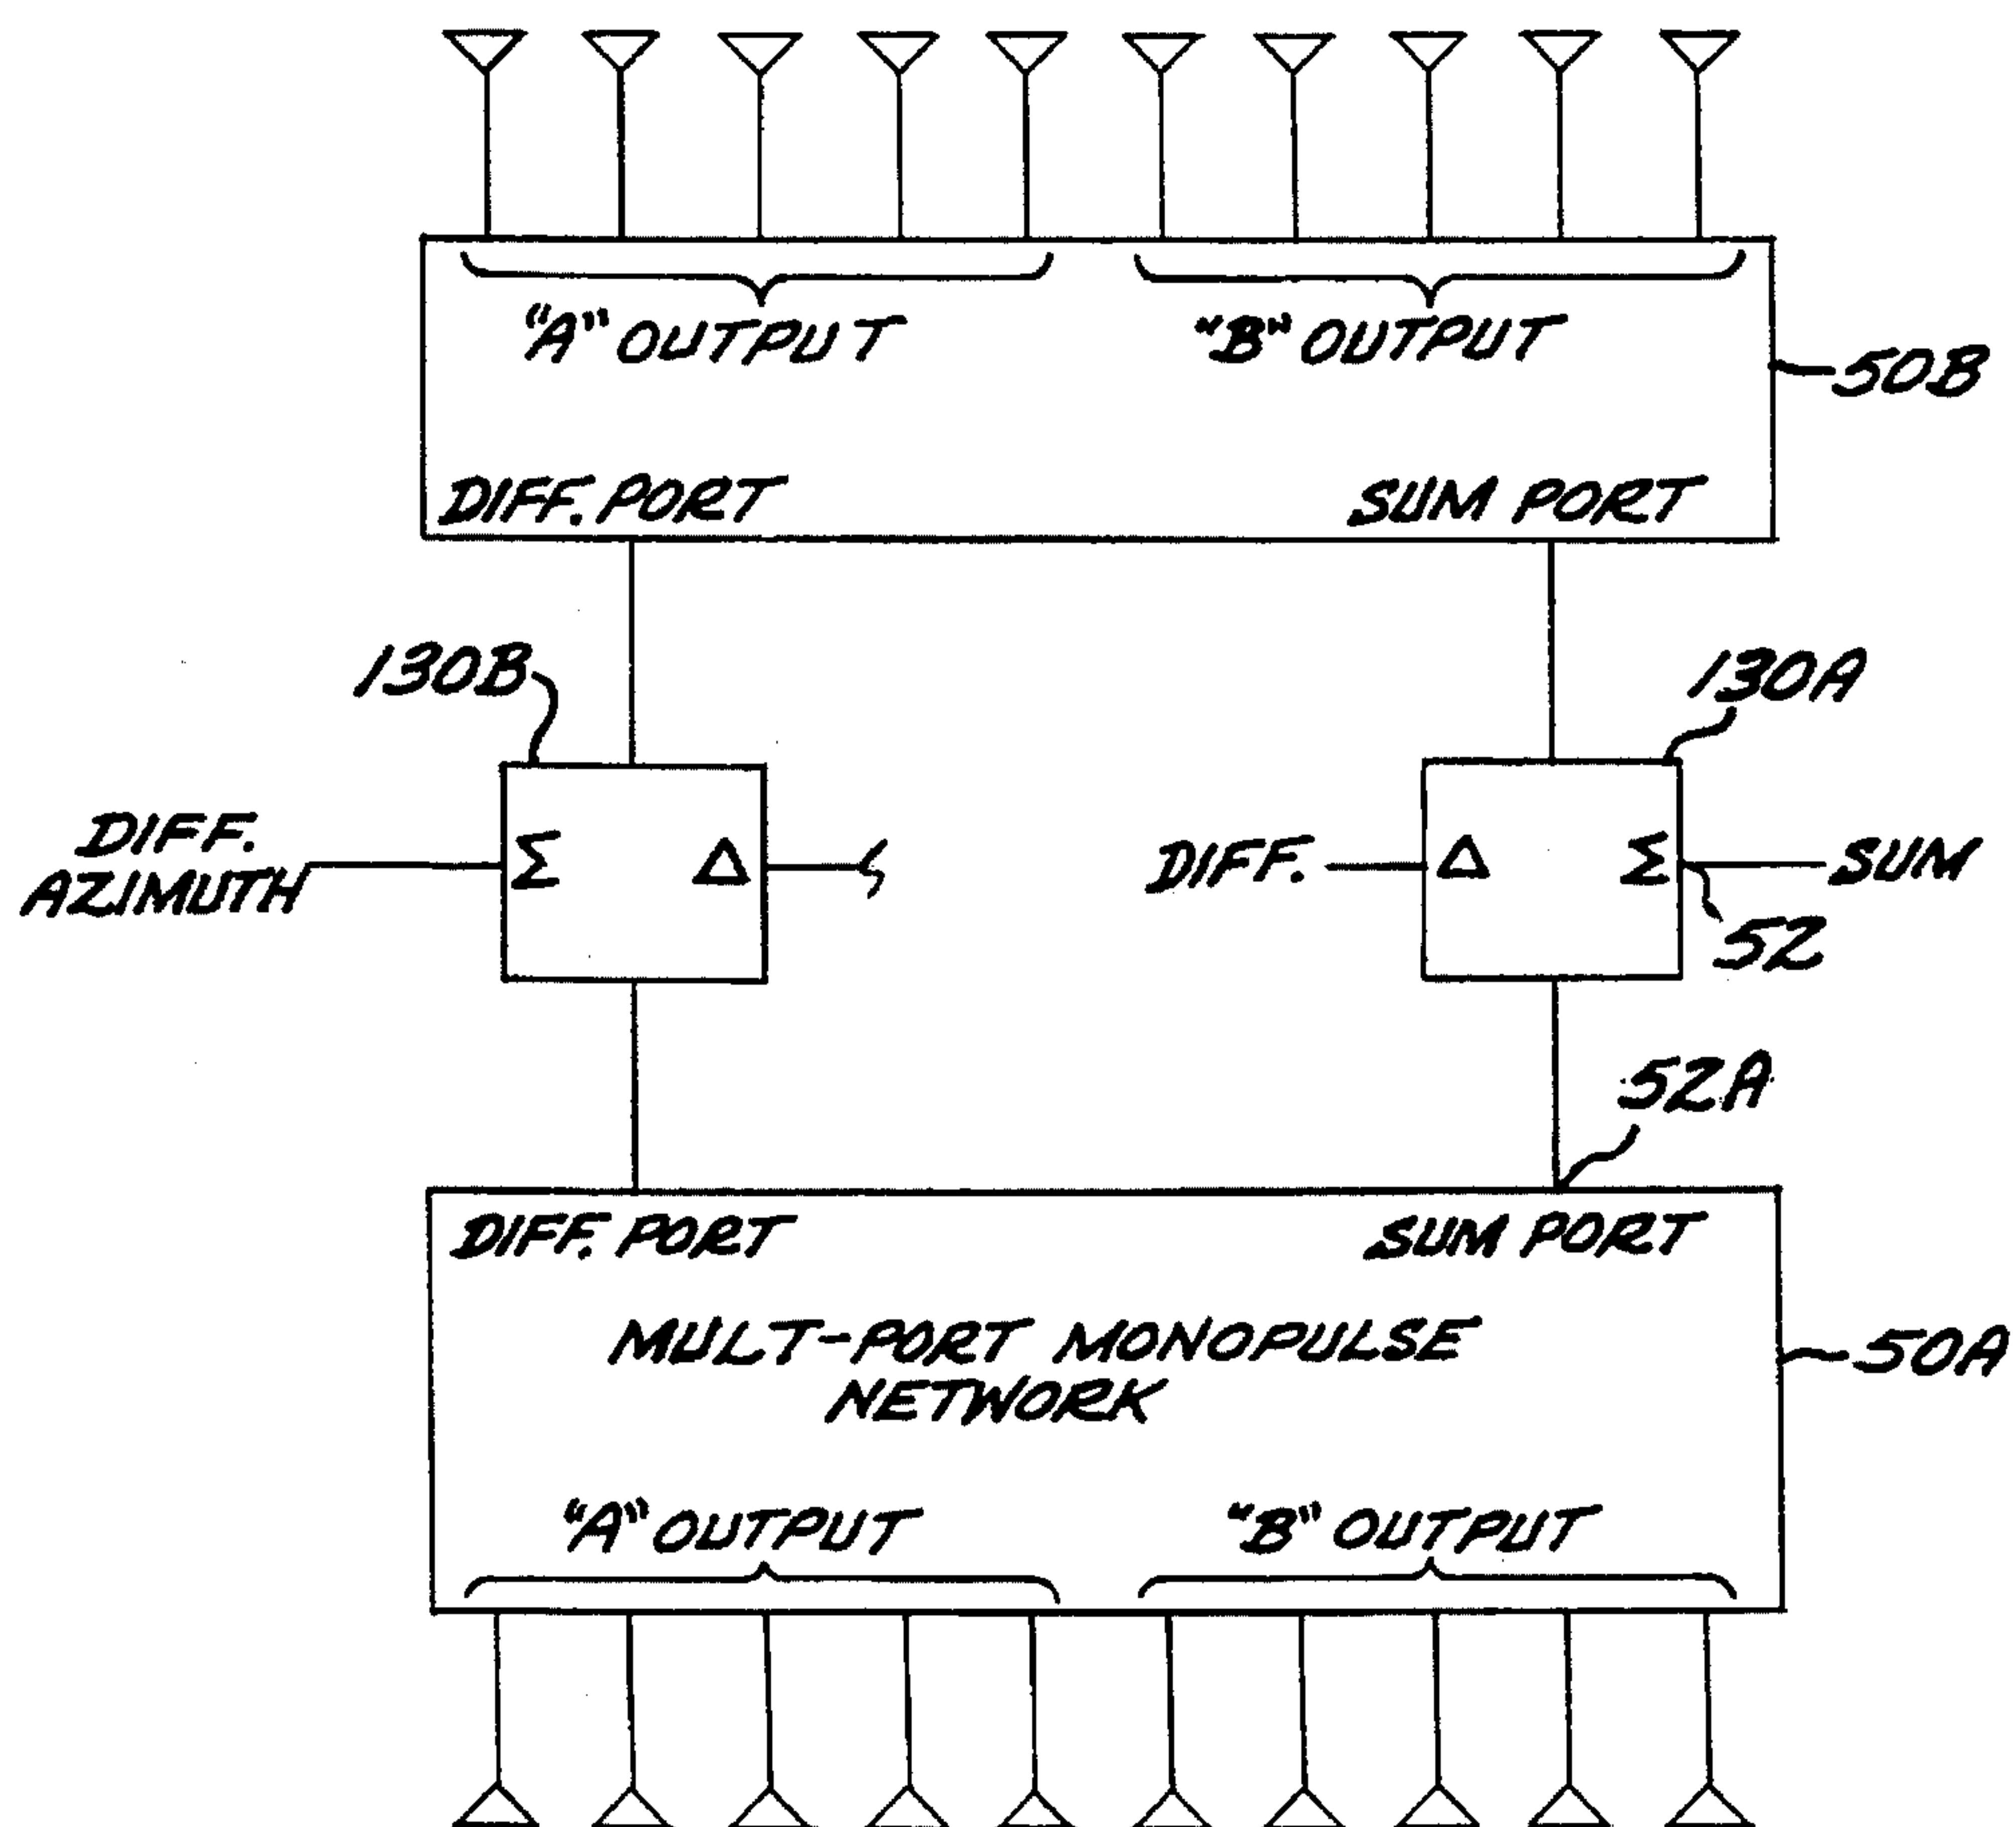 "A" OUTPUT
"B" OUTPUT
50B
DIFF. PORT
SUM PORT
130B
130A
DIFF.
AZIMUTH
Σ
Δ
DIFF.
Δ
Σ
SUM
52
52A
DIFF. PORT
SUM PORT
MULT-PORT MONOPULSE
NETWORK
50A
"A" OUTPUT
"B" OUTPUT